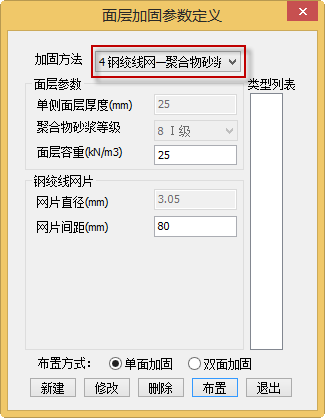 面层加固参数定义
加固方法 4 钢绞线网—聚合物砂浆
面层参数 类型列表
单侧面层厚度(mm) 25
聚合物砂浆等级 8 Ⅰ级
面层容重(kN/m3) 25
钢绞线网片
网片直径(mm) 3.05
网片间距(mm) 80
布置方式: 单面加固 双面加固
新建 修改 删除 布置 退出